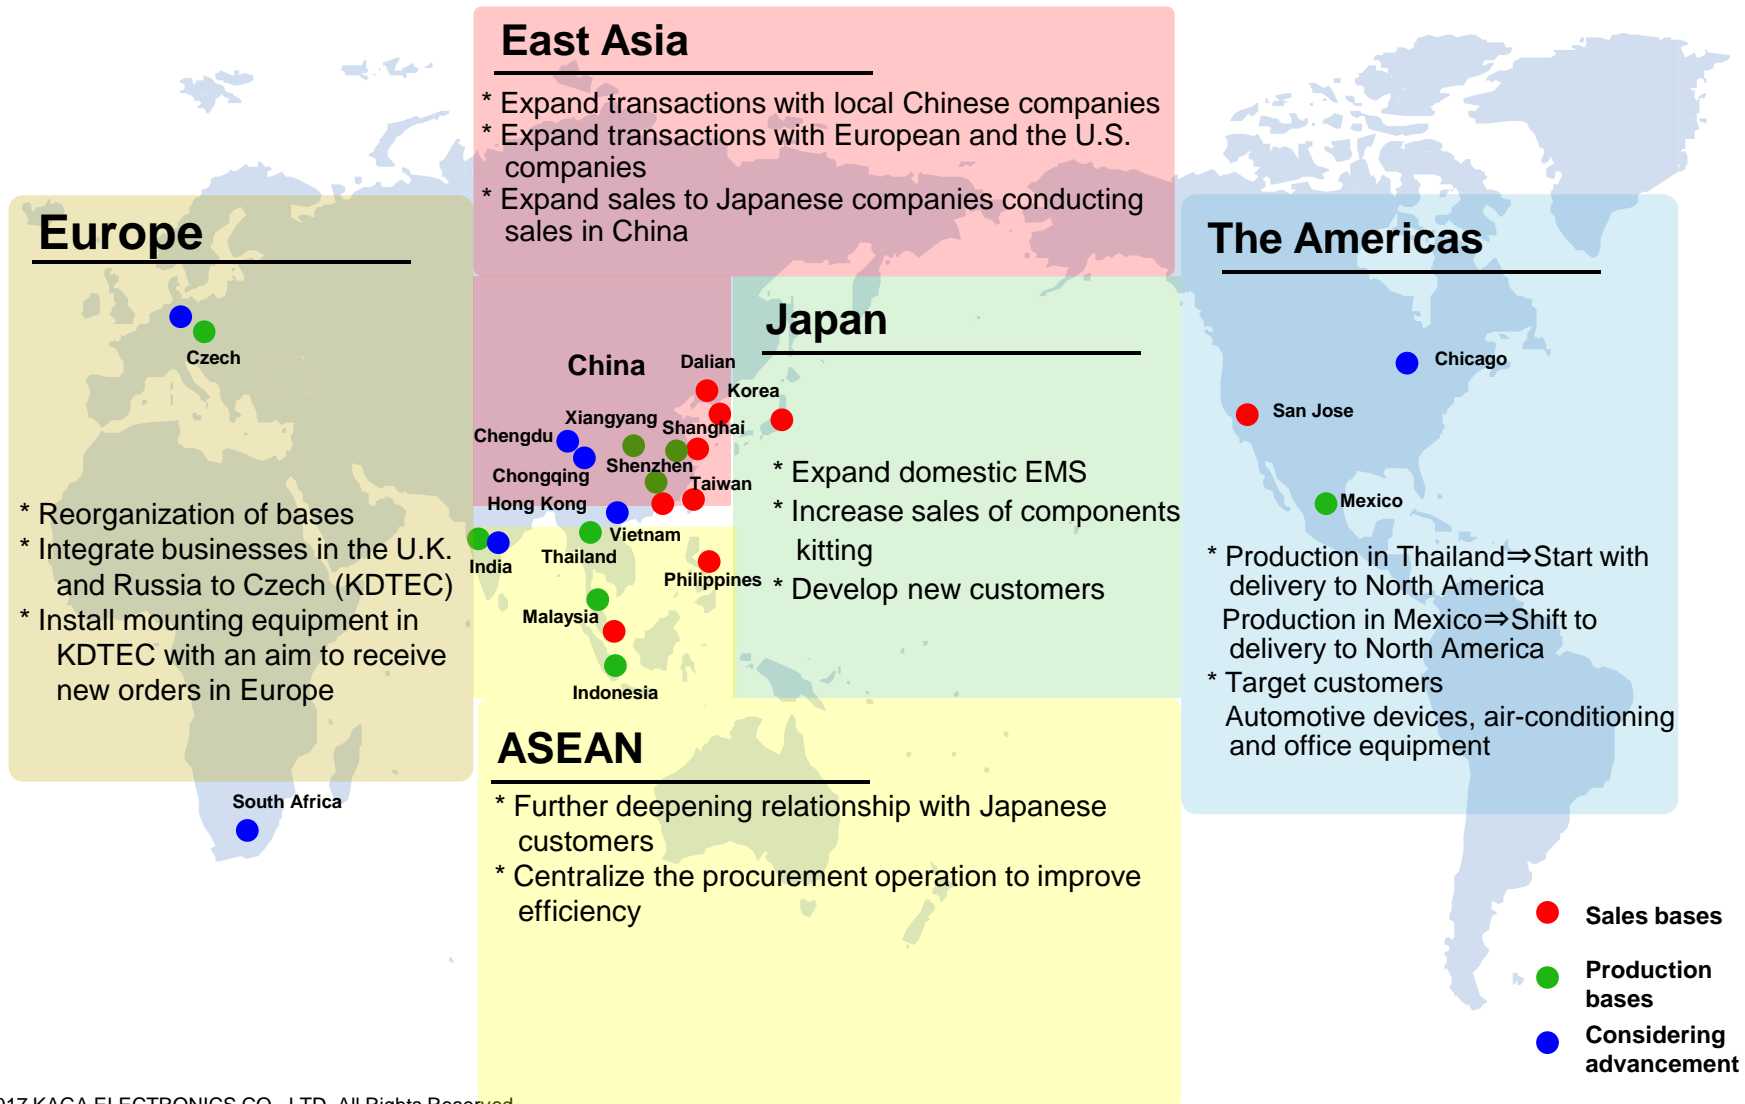 East Asia
* Expand transactions with local Chinese companies
* Expand transactions with European and the U.S.
companies
* Expand sales to Japanese companies conducting
sales in China
Europe
Czech
* Reorganization of bases
* Integrate businesses in the U.K.
and Russia to Czech (KDTEC)
* Install mounting equipment in
KDTEC with an aim to receive
new orders in Europe
South Africa
China
Dalian
Korea
Xiangyang
Shanghai
Chengdu
Chongqing
Shenzhen
Taiwan
Hong Kong
Vietnam
Thailand
India
Philippines
Malaysia
Indonesia
Japan
* Expand domestic EMS
* Increase sales of components
kitting
* Develop new customers
ASEAN
* Further deepening relationship with Japanese
customers
* Centralize the procurement operation to improve
efficiency
The Americas
Chicago
San Jose
Mexico
* Production in Thailand⇒Start with
delivery to North America
Production in Mexico⇒Shift to
delivery to North America
* Target customers
Automotive devices, air-conditioning
and office equipment
Sales bases
Production
bases
Considering
advancement
KAGA ELECTRONICS CO., LTD. All Rights Reserved